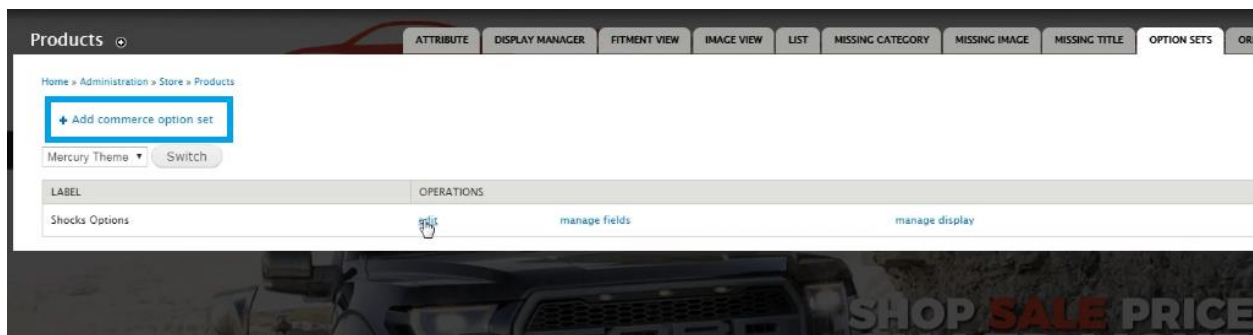 Products
ATTRIBUTE DISPLAY MANAGER FITMENT VIEW IMAGE VIEW LIST MISSING CATEGORY MISSING IMAGE MISSING TITLE OPTION SETS
Home » Administration » Store » Products
+ Add commerce option set
Mercury Theme ▼ Switch
LABEL OPERATIONS
Shocks Options edit manage fields manage display
SHOP SALE PRICE